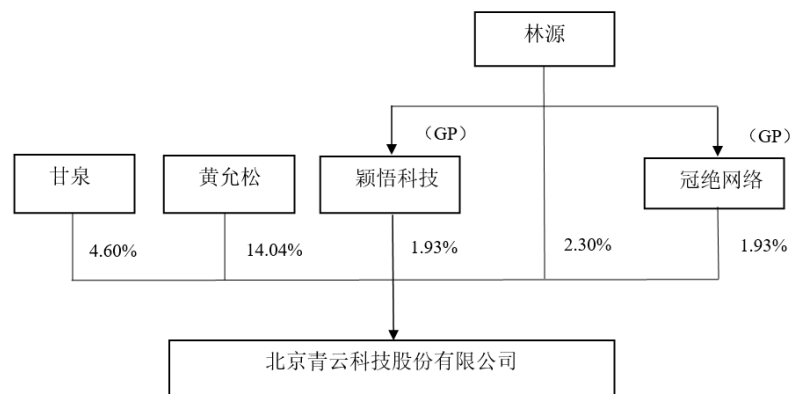 林源
（GP）
（GP）
甘泉
黄允松
颖悟科技
冠绝网络
4.60%
14.04%
1.93%
2.30%
1.93%
北京青云科技股份有限公司